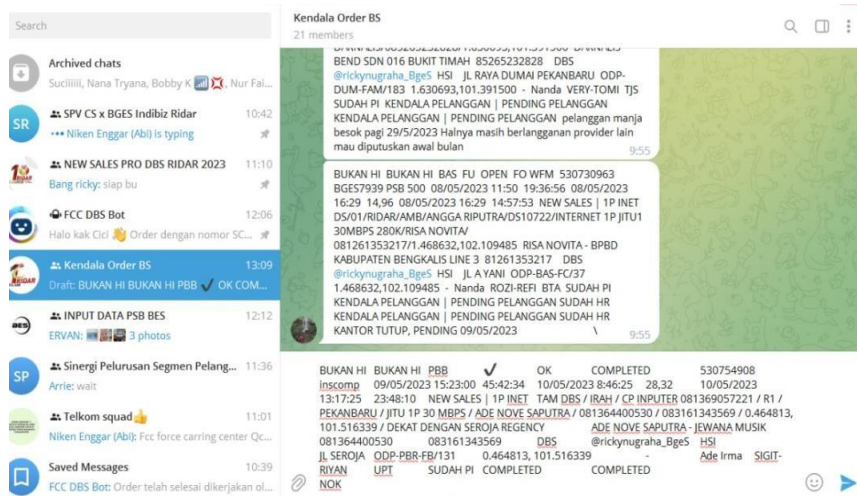 Search
Archived chats
Suciiiii, Nana Tryana, Bobby K, Nur Fai...
SR
SPV CS x BGES Indibiz Ridar 10:42
Niken Enggar (Abi) is typing
NEW SALES PRO DBS RIDAR 2023 11:10
Bang ricky: siap bu
FCC DBS Bot 12:06
Halo kak Cici 👋 Order dengan nomor SC...
Kendala Order BS 13:09
Draft: BUKAN HI BUKAN HI PBB ✔ OK COM...
INPUT DATA PSB BES 12:12
ERVAN: 3 photos
SP
Sinergi Pelurusan Segmen Pelang... 11:36
Arrie: wait
Telkom squad👍 11:01
Niken Enggar (Abi): Fcc force carring center Qc...
Saved Messages 10:39
FCC DBS Bot: Order telah selesai dikerjakan ol...
Kendala Order BS
21 members
BEND SDN 016 BUKIT TIMAH 85265232828 DBS
@rickynugraha_BgeS HSI JL RAYA DUMAI PEKANBARU ODP-
DUM-FAM/183 1.630693,101.391500 - Nanda VERY-TOMI TJS
SUDAH PI KENDALA PELANGGAN | PENDING PELANGGAN
KENDALA PELANGGAN | PENDING PELANGGAN pelanggan manja
besok pagi 29/5/2023 Halnya masih berlangganan provider lain
mau diputuskan awal bulan 9:55
BUKAN HI BUKAN HI BAS FU OPEN FO WFM 530730963
BGES7939 PSB 500 08/05/2023 11:50 19:36:56 08/05/2023
16:29 14,96 08/05/2023 16:29 14:57:53 NEW SALES | 1P INET
DS/01/RIDAR/AMB/ANGGA RIPUTRA/DS10722/INTERNET 1P JITU1
30MBPS 280K/RISA NOVITA/
081261353217/1.468632,102.109485 RISA NOVITA - BPBD
KABUPATEN BENGKALIS LINE 3 81261353217 DBS
@rickynugraha_BgeS HSI JL A YANI ODP-BAS-FC/37
1.468632,102.109485 - Nanda ROZI-REFI BTA SUDAH PI
KENDALA PELANGGAN | PENDING PELANGGAN SUDAH HR
KENDALA PELANGGAN | PENDING PELANGGAN SUDAH HR
KANTOR TUTUP, PENDING 09/05/2023 \ 9:55
BUKAN HI BUKAN HI PBB ✔ OK COMPLETED 530754908
inscomp 09/05/2023 15:23:00 45:42:34 10/05/2023 8:46:25 28,32 10/05/2023
13:17:25 23:48:10 NEW SALES | 1P INET TAM DBS / IRAH / CP INPUTER 081369057221 / R1 /
PEKANBARU / JITU 1P 30 MBPS / ADE NOVE SAPUTRA / 081364400530 / 083161343569 / 0.464813,
101.516339 / DEKAT DENGAN SEROJA REGENCY ADE NOVE SAPUTRA - JEWANA MUSIK
081364400530 083161343569 DBS @rickynugraha_BgeS HSI
JL SEROJA ODP-PBR-FB/131 0.464813, 101.516339 - Ade Irma SIGIT-
RIYAN UPT SUDAH PI COMPLETED COMPLETED
NOK